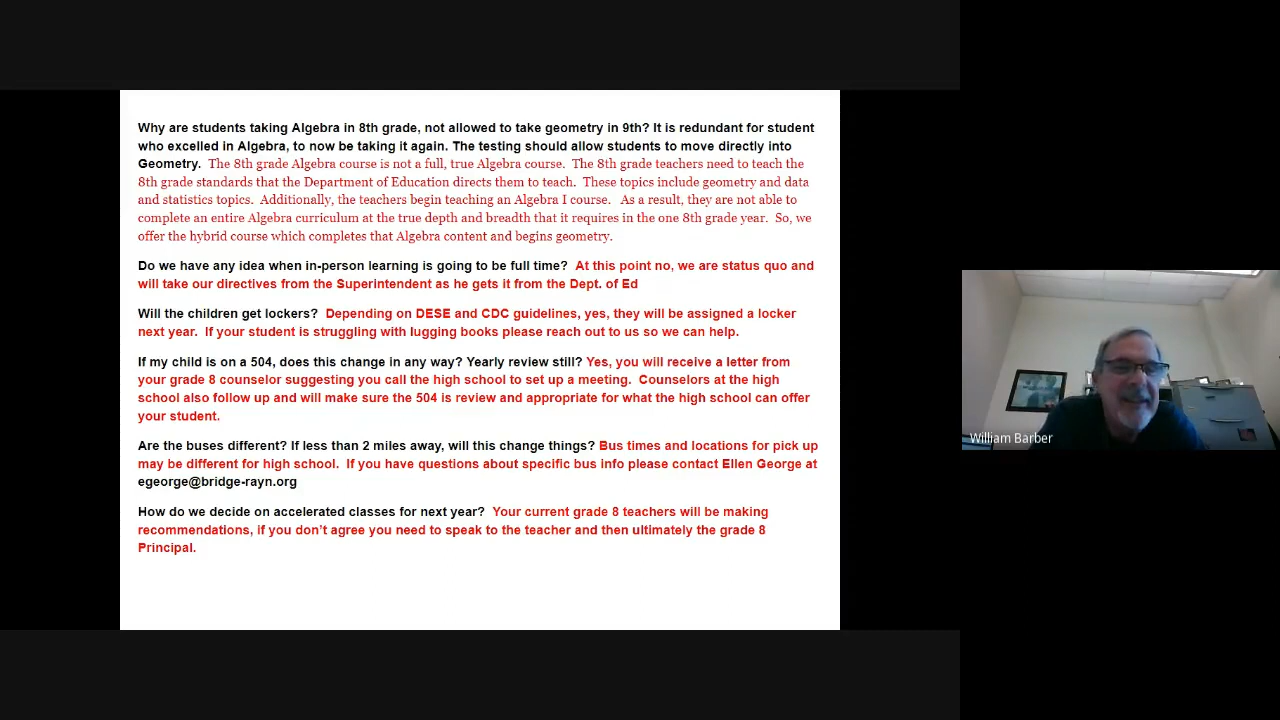 Why are students taking Algebra in 8th grade, not allowed to take geometry in 9th? It is redundant for student
who excelled in Algebra, to now be taking it again. The testing should allow students to move directly into
Geometry. The 8th grade Algebra course is not a full, true Algebra course. The 8th grade teachers need to teach the
8th grade standards that the Department of Education directs them to teach. These topics include geometry and data
and statistics topics. Additionally, the teachers begin teaching an Algebra I course. As a result, they are not able to
complete an entire Algebra curriculum at the true depth and breadth that it requires in the one 8th grade year. So, we
offer the hybrid course which completes that Algebra content and begins geometry.
Do we have any idea when in-person learning is going to be full time? At this point no, we are status quo and
will take our directives from the Superintendent as he gets it from the Dept. of Ed
Will the children get lockers? Depending on DESE and CDC guidelines, yes, they will be assigned a locker
next year. If your student is struggling with lugging books please reach out to us so we can help.
If my child is on a 504, does this change in any way? Yearly review still? Yes, you will receive a letter from
your grade 8 counselor suggesting you call the high school to set up a meeting. Counselors at the high
school also follow up and will make sure the 504 is review and appropriate for what the high school can offer
your student.
Are the buses different? If less than 2 miles away, will this change things? Bus times and locations for pick up
may be different for high school. If you have questions about specific bus info please contact Ellen George at
egeorge@bridge-rayn.org
How do we decide on accelerated classes for next year? Your current grade 8 teachers will be making
recommendations, if you don't agree you need to speak to the teacher and then ultimately the grade 8
Principal.
William Barber